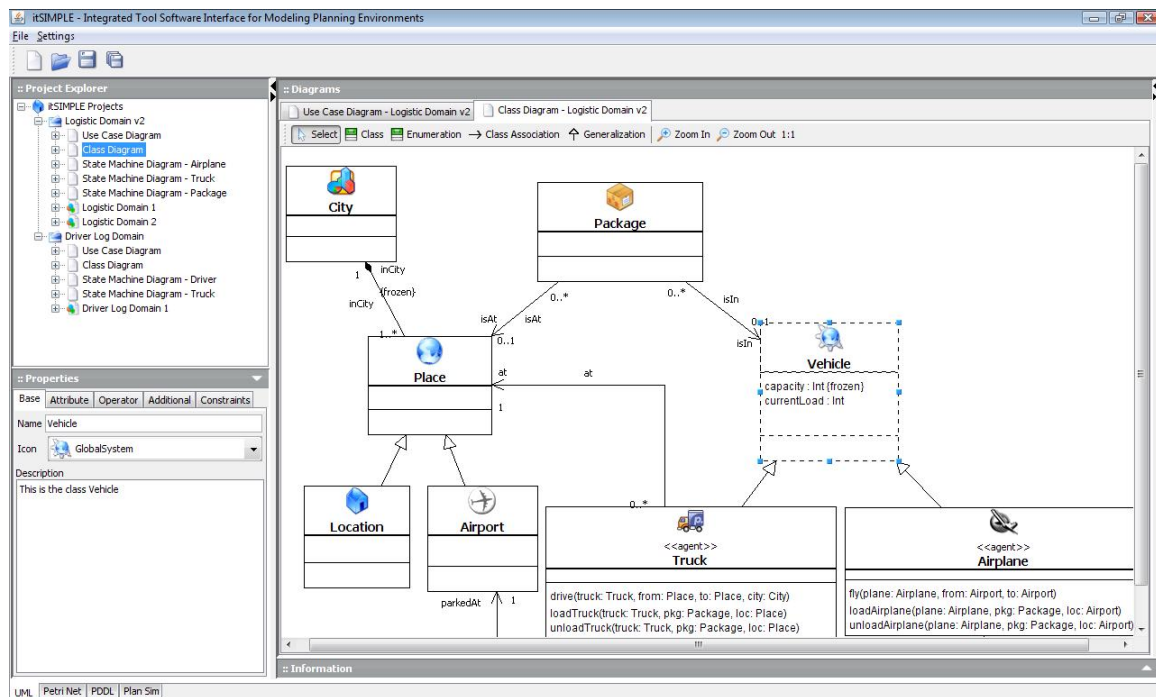 itSIMPLE - Integrated Tool Software Interface for Modeling Planning Environments
File Settings
:: Project Explorer
itSIMPLE Projects
Logistic Domain v2
Use Case Diagram
Class Diagram
State Machine Diagram - Airplane
State Machine Diagram - Truck
State Machine Diagram - Package
Logistic Domain 1
Logistic Domain 2
Driver Log Domain
Use Case Diagram
Class Diagram
State Machine Diagram - Driver
State Machine Diagram - Truck
Driver Log Domain 1
:: Properties
Base Attribute Operator Additional Constraints
Name Vehicle
Icon GlobalSystem
Description
This is the class Vehicle
:: Diagrams
Use Case Diagram - Logistic Domain v2 Class Diagram - Logistic Domain v2
Select Class Enumeration Class Association Generalization Zoom In Zoom Out 1:1
City
Package
1 inCity
{frozen}
inCity
1..*
0..*
isAt
isAt
0..1
0..*
isIn
0..1
isIn
Place
at
at
1
Vehicle
capacity : Int {frozen}
currentLoad : Int
Location
Airport
parkedAt 1
0..*
<<agent>>
Truck
drive(truck: Truck, from: Place, to: Place, city: City)
loadTruck(truck: Truck, pkg: Package, loc: Place)
unloadTruck(truck: Truck, pkg: Package, loc: Place)
<<agent>>
Airplane
fly(plane: Airplane, from: Airport, to: Airport)
loadAirplane(plane: Airplane, pkg: Package, loc: Airport)
unloadAirplane(plane: Airplane, pkg: Package, loc: Airport)
:: Information
UML Petri Net PDDL Plan Sim